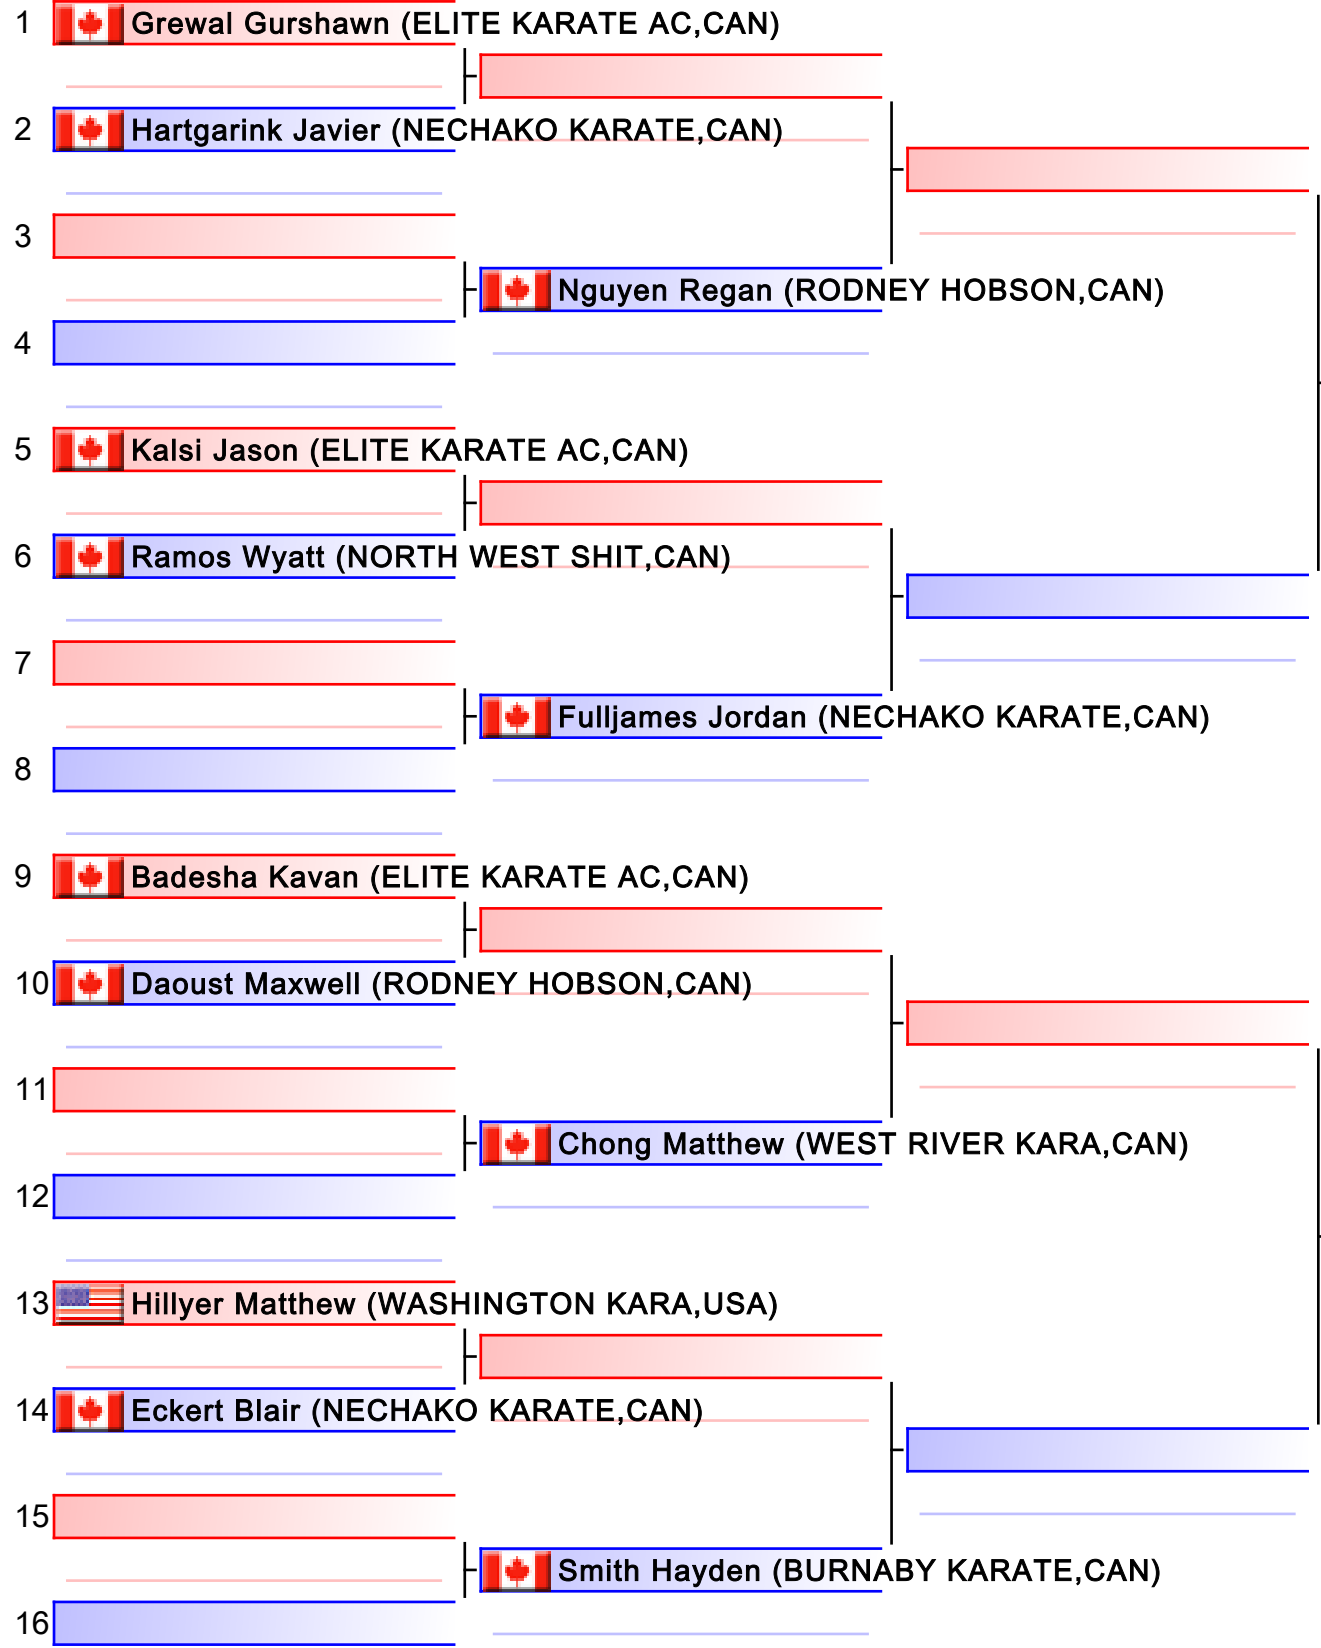 1 Grewal Gurshawn (ELITE KARATE AC,CAN)
2 Hartgarink Javier (NECHAKO KARATE,CAN)
3
Nguyen Regan (RODNEY HOBSON,CAN)
4
5 Kalsi Jason (ELITE KARATE AC,CAN)
6 Ramos Wyatt (NORTH WEST SHIT,CAN)
7
Fulljames Jordan (NECHAKO KARATE,CAN)
8
9 Badesha Kavan (ELITE KARATE AC,CAN)
10 Daoust Maxwell (RODNEY HOBSON,CAN)
11
Chong Matthew (WEST RIVER KARA,CAN)
12
13 Hillyer Matthew (WASHINGTON KARA,USA)
14 Eckert Blair (NECHAKO KARATE,CAN)
15
Smith Hayden (BURNABY KARATE,CAN)
16